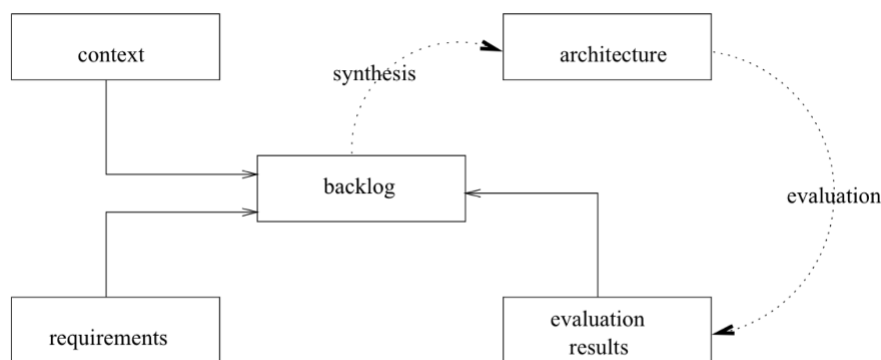 context
architecture
synthesis
backlog
evaluation
requirements
evaluation
results